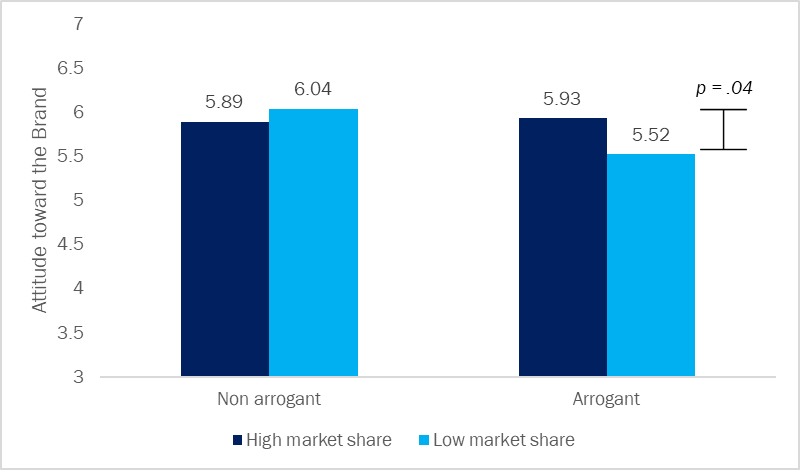 7
6.5
6
5.5
5
4.5
4
3.5
3
Attitude toward the Brand
5.89
6.04
5.93
5.52
p = .04
Non arrogant
Arrogant
High market share
Low market share